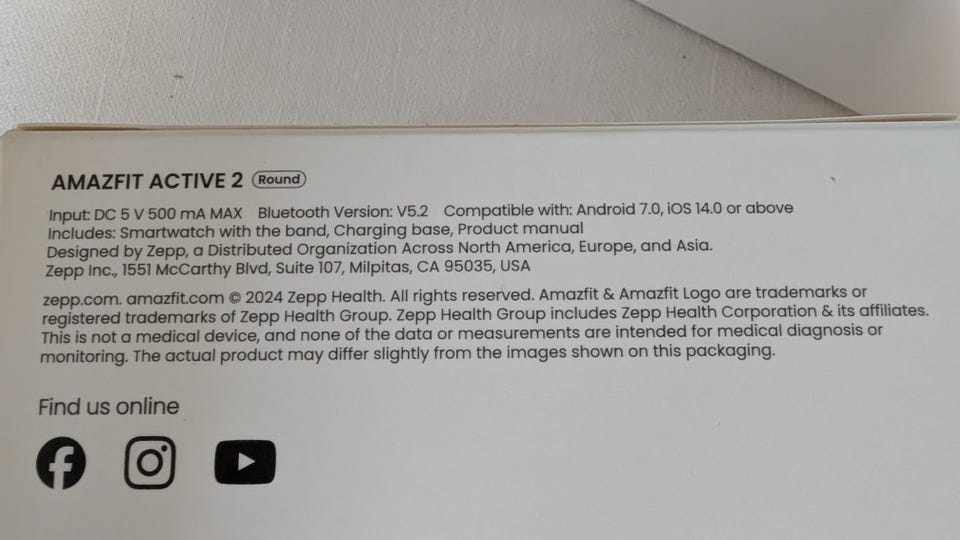 AMAZFIT ACTIVE 2 Round
Input: DC 5 V 500 mA MAX Bluetooth Version: V5.2 Compatible with: Android 7.0, iOS 14.0 or above
Includes: Smartwatch with the band, Charging base, Product manual
Designed by Zepp, a Distributed Organization Across North America, Europe, and Asia.
Zepp Inc., 1551 McCarthy Blvd, Suite 107, Milpitas, CA 95035, USA
zepp.com. amazfit.com © 2024 Zepp Health. All rights reserved. Amazfit & Amazfit Logo are trademarks or
registered trademarks of Zepp Health Group. Zepp Health Group includes Zepp Health Corporation & its affiliates.
This is not a medical device, and none of the data or measurements are intended for medical diagnosis or
monitoring. The actual product may differ slightly from the images shown on this packaging.
Find us online